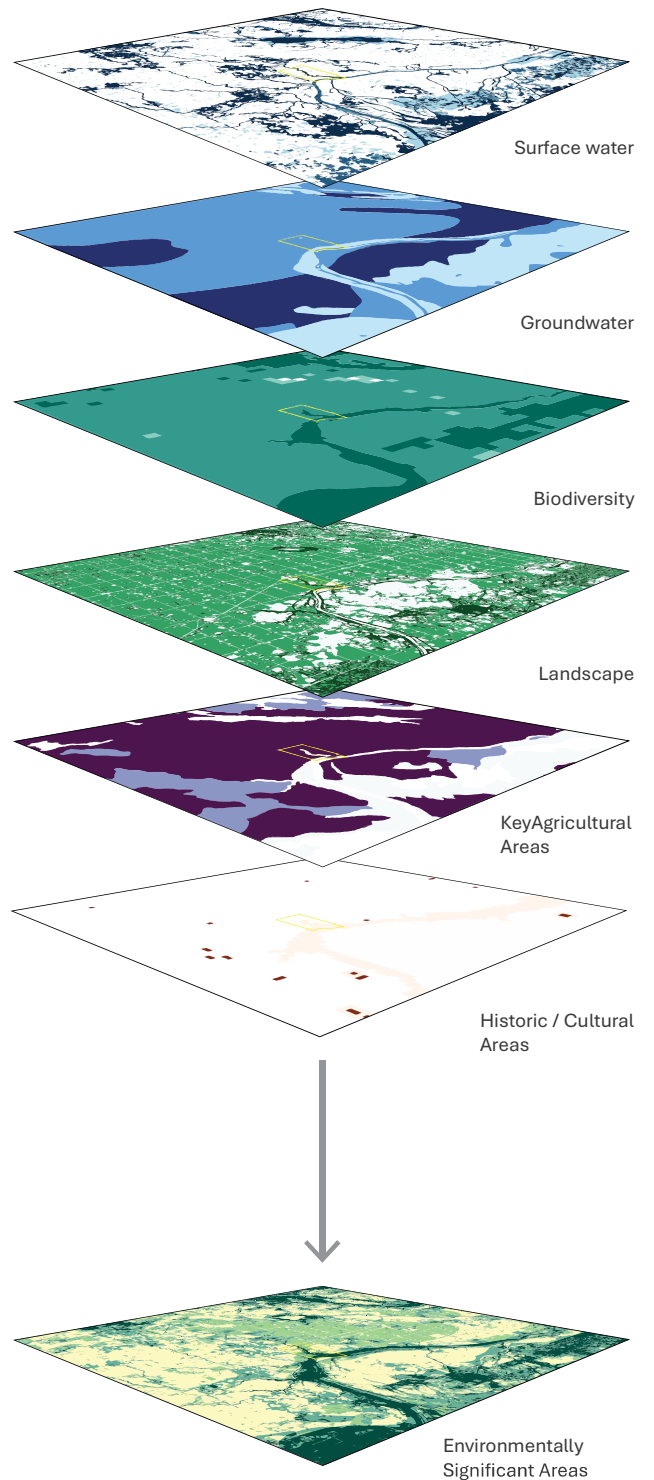 Surface water
Groundwater
Biodiversity
Landscape
KeyAgricultural
Areas
Historic / Cultural
Areas
Environmentally
Significant Areas